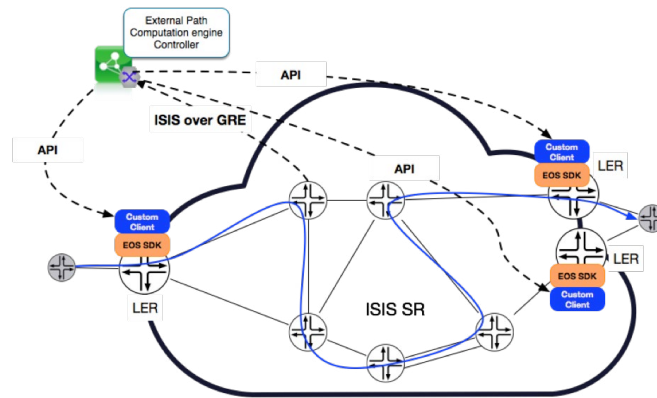 External Path
Computation engine
Controller
API
ISIS over GRE
API
API
Custom
Client
EOS SDK
LER
Custom
Client
EOS SDK
LER
LER
EOS SDK
Custom
Client
ISIS SR